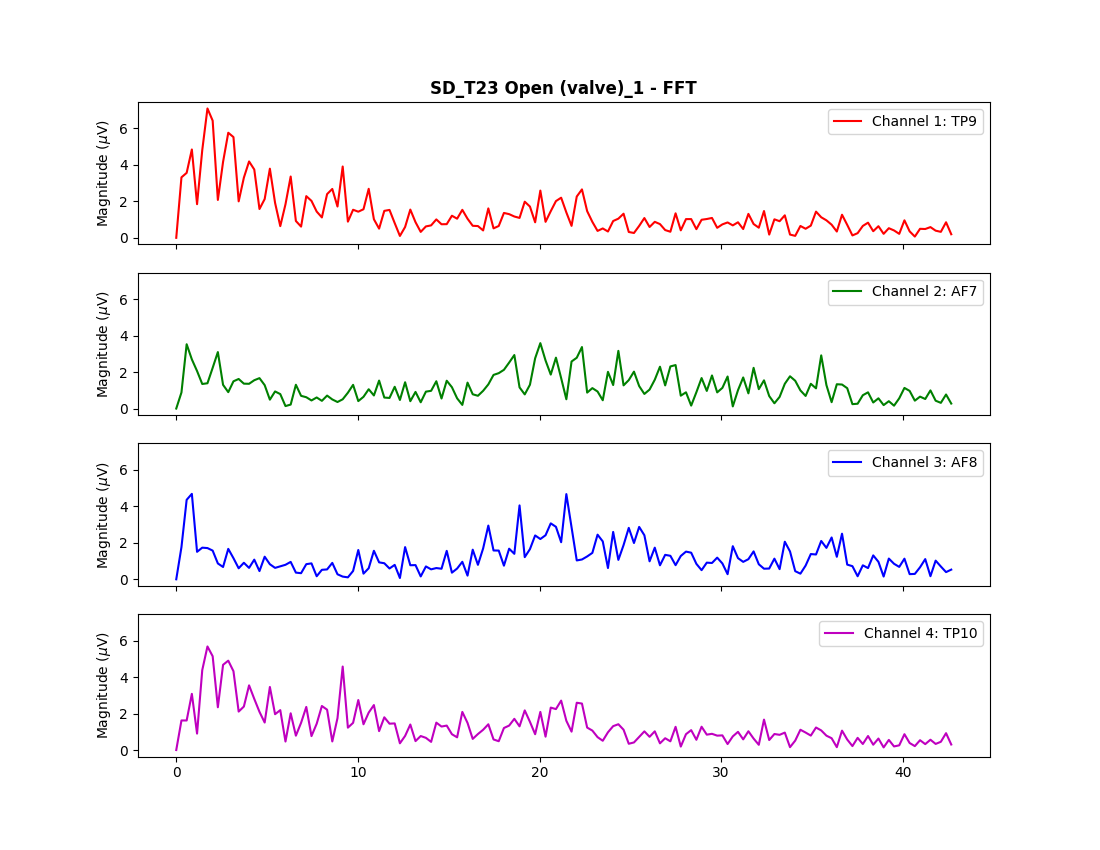 SD_T23 Open (valve)_1 - FFT
Magnitude (μV)
6
4
2
0
Channel 1: TP9
Magnitude (μV)
6
4
2
0
Channel 2: AF7
Magnitude (μV)
6
4
2
0
Channel 3: AF8
Magnitude (μV)
6
4
2
0
Channel 4: TP10
0 10 20 30 40